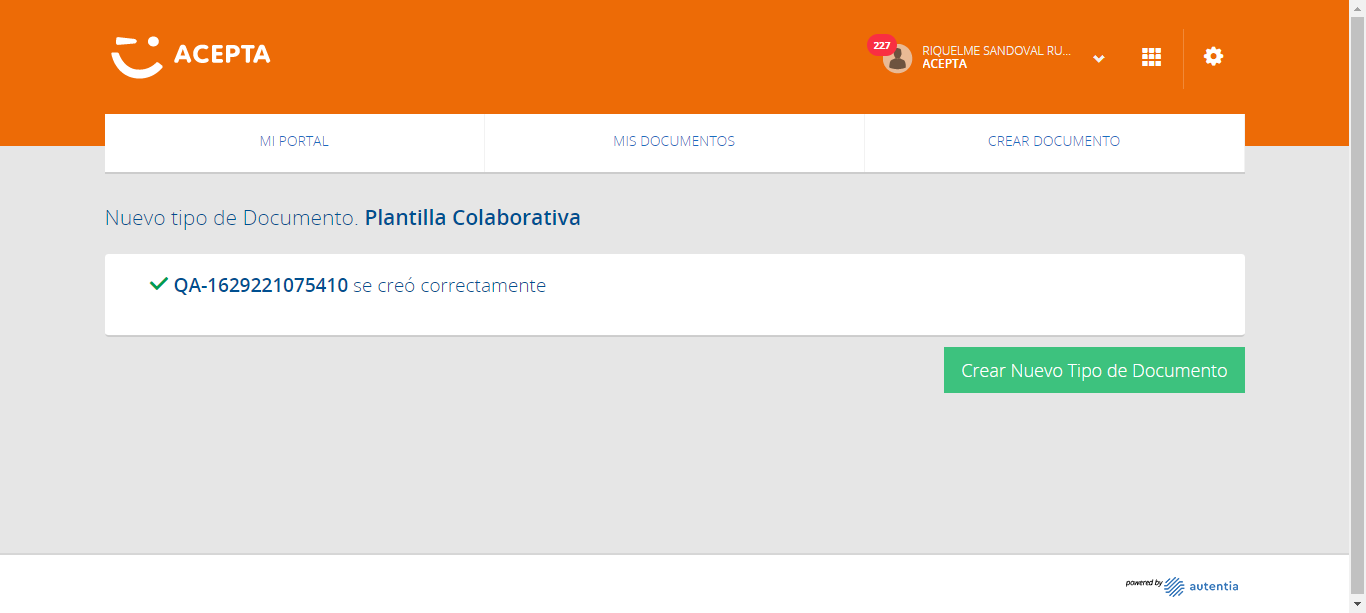 ACEPTA
227
RIQUELME SANDOVAL RU...
ACEPTA
MI PORTAL
MIS DOCUMENTOS
CREAR DOCUMENTO
Nuevo tipo de Documento. Plantilla Colaborativa
QA-1629221075410 se creó correctamente
Crear Nuevo Tipo de Documento
powered by autentia